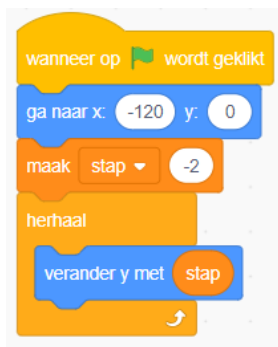 wanneer op wordt geklikt
ga naar x: -120 y: 0
maak stap -2
herhaal
verander y met stap